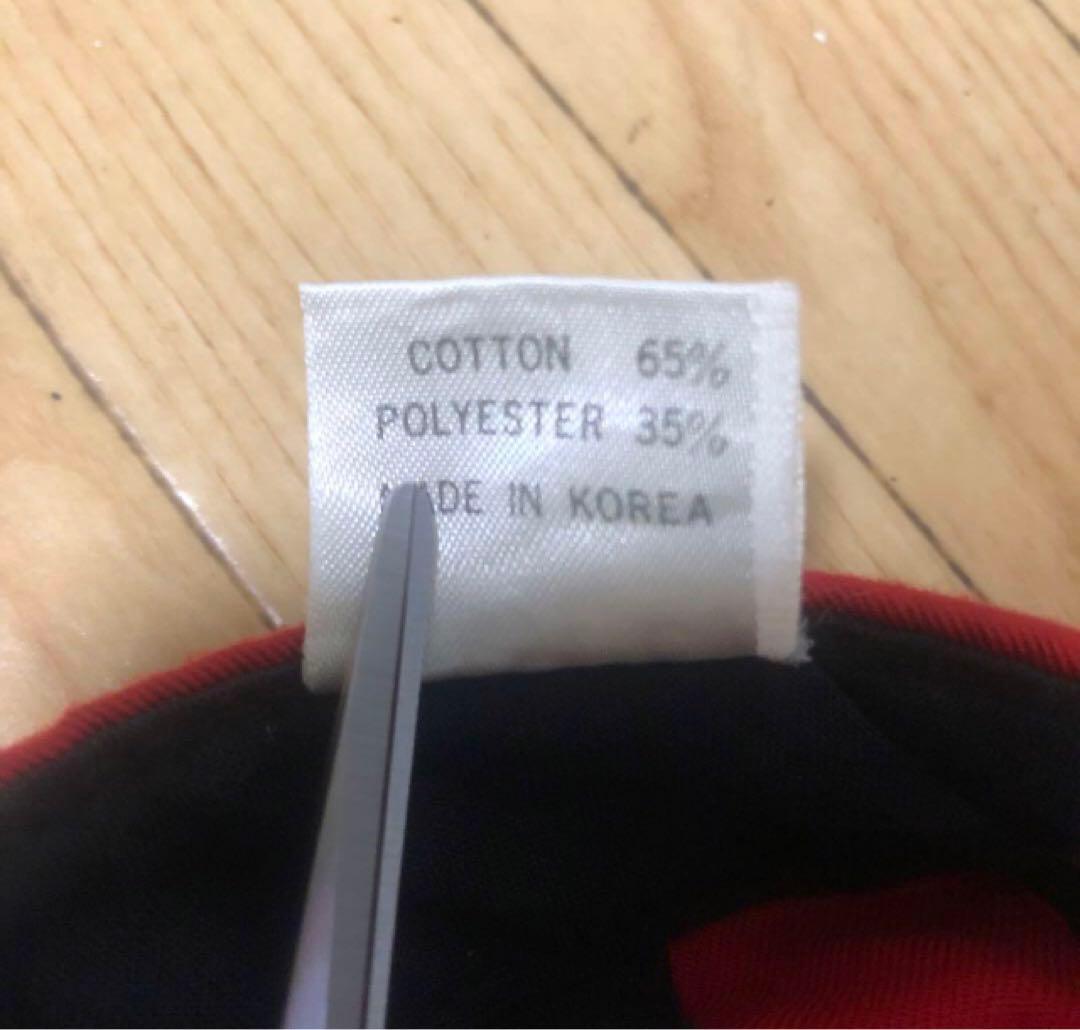 COTTON 65%
POLYESTER 35%
MADE IN KOREA